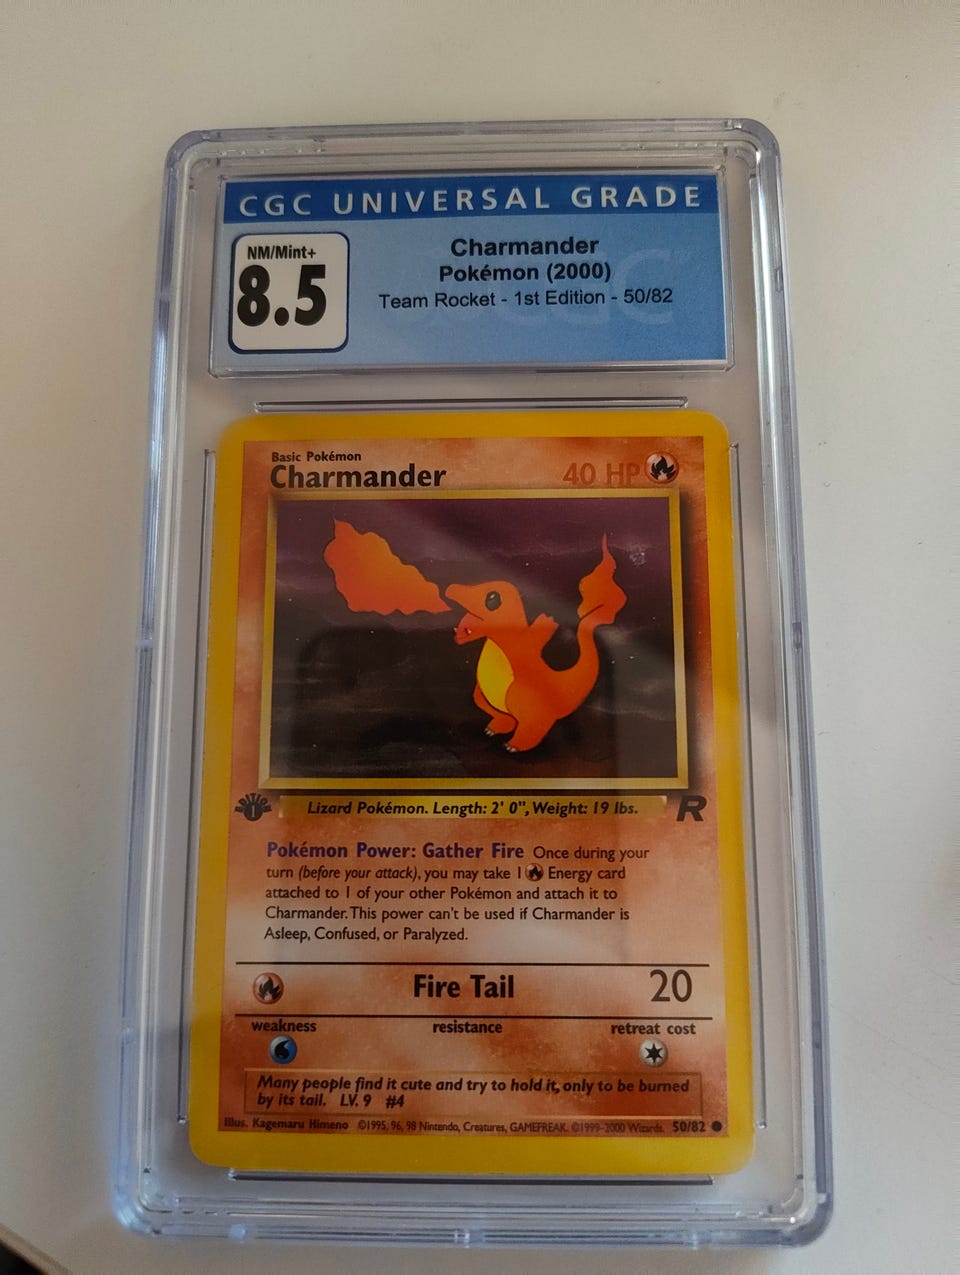 CGC UNIVERSAL GRADE
NM/Mint+
8.5
Charmander
Pokémon (2000)
Team Rocket - 1st Edition - 50/82
CGC
Basic Pokémon
Charmander
40 HP
EDITION
1
Lizard Pokémon. Length: 2' 0", Weight: 19 lbs.
R
Pokémon Power: Gather Fire Once during your
turn (before your attack), you may take 1 Energy card
attached to 1 of your other Pokémon and attach it to
Charmander. This power can't be used if Charmander is
Asleep, Confused, or Paralyzed.
Fire Tail 20
weakness resistance retreat cost
Many people find it cute and try to hold it, only to be burned
by its tail. LV. 9 #4
Illus. Kagemaru Himeno ©1995, 96, 98 Nintendo, Creatures, GAMEFREAK. ©1999-2000 Wizards. 50/82